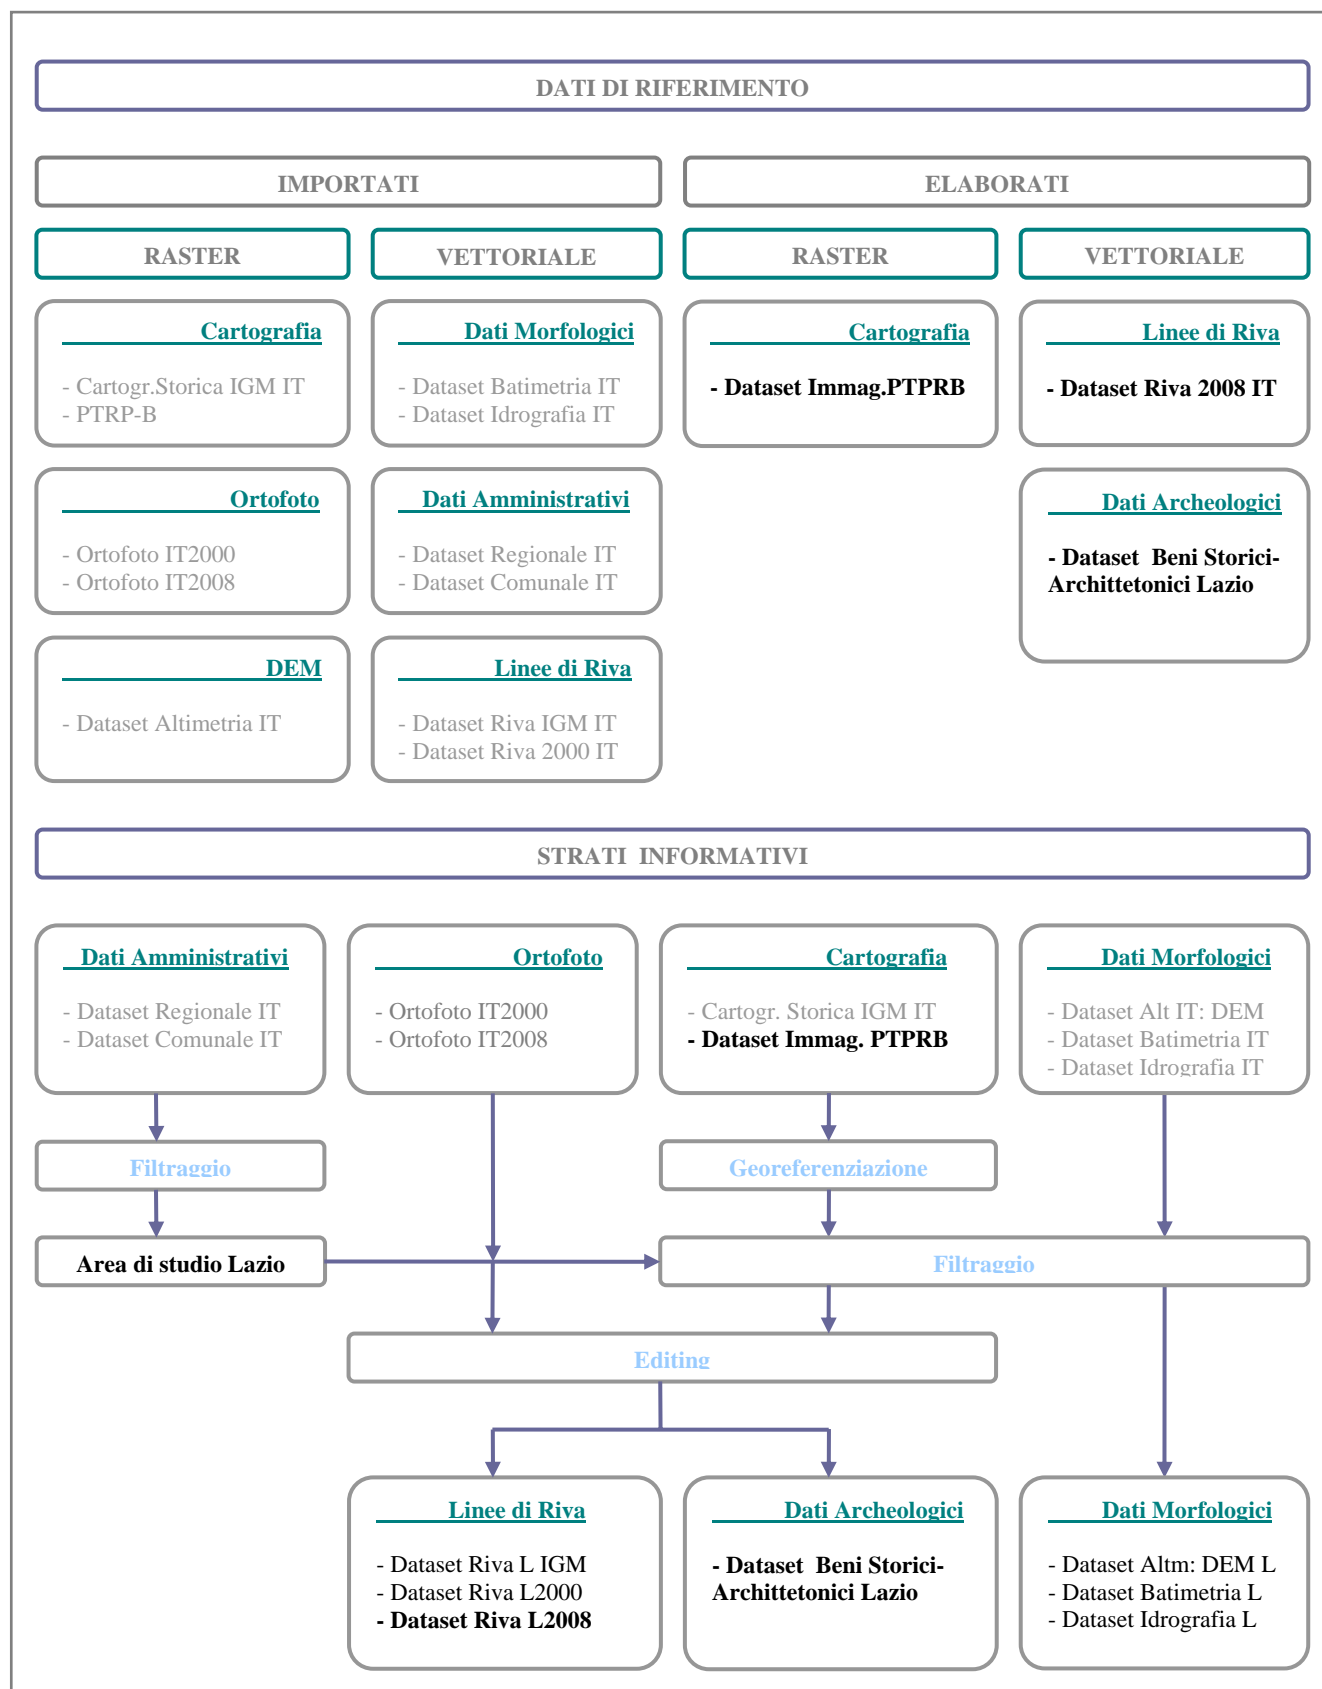 DATI DI RIFERIMENTO
IMPORTATI
ELABORATI
RASTER
VETTORIALE
RASTER
VETTORIALE
Cartografia
- Cartogr.Storica IGM IT
- PTRP-B
Dati Morfologici
- Dataset Batimetria IT
- Dataset Idrografia IT
Cartografia
- Dataset Immag.PTPRB
Linee di Riva
- Dataset Riva 2008 IT
Ortofoto
- Ortofoto IT2000
- Ortofoto IT2008
Dati Amministrativi
- Dataset Regionale IT
- Dataset Comunale IT
Dati Archeologici
- Dataset Beni Storici-
Archittetonici Lazio
DEM
- Dataset Altimetria IT
Linee di Riva
- Dataset Riva IGM IT
- Dataset Riva 2000 IT
STRATI INFORMATIVI
Dati Amministrativi
- Dataset Regionale IT
- Dataset Comunale IT
Ortofoto
- Ortofoto IT2000
- Ortofoto IT2008
Cartografia
- Cartogr. Storica IGM IT
- Dataset Immag. PTPRB
Dati Morfologici
- Dataset Alt IT: DEM
- Dataset Batimetria IT
- Dataset Idrografia IT
Filtraggio
Georeferenziazione
Area di studio Lazio
Filtraggio
Editing
Linee di Riva
- Dataset Riva L IGM
- Dataset Riva L2000
- Dataset Riva L2008
Dati Archeologici
- Dataset Beni Storici-
Archittetonici Lazio
Dati Morfologici
- Dataset Altm: DEM L
- Dataset Batimetria L
- Dataset Idrografia L